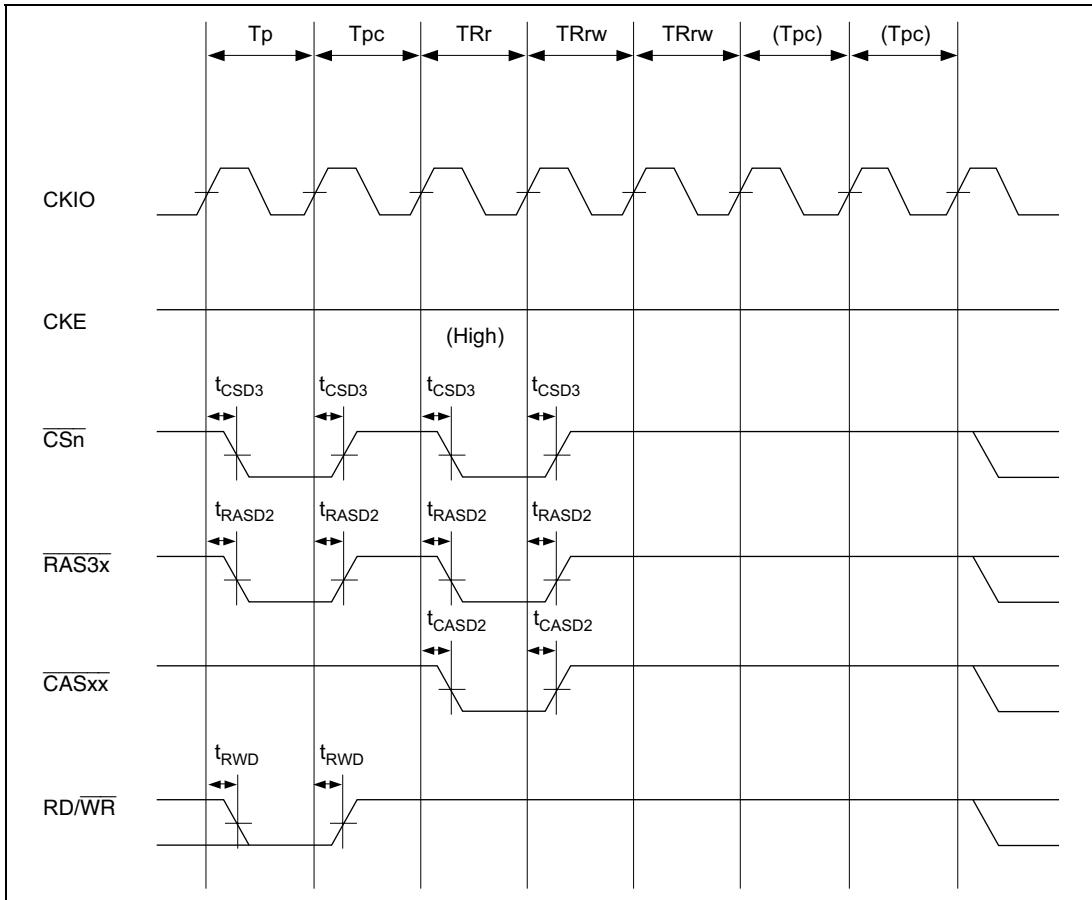 Tp Tpc TRr TRrw TRrw (Tpc) (Tpc)
CKIO
CKE
(High)
tCSD3 tCSD3 tCSD3 tCSD3
CSn
tRASD2 tRASD2 tRASD2 tRASD2
RAS3x
tCASD2 tCASD2
CASxx
tRWD tRWD
RD/WR